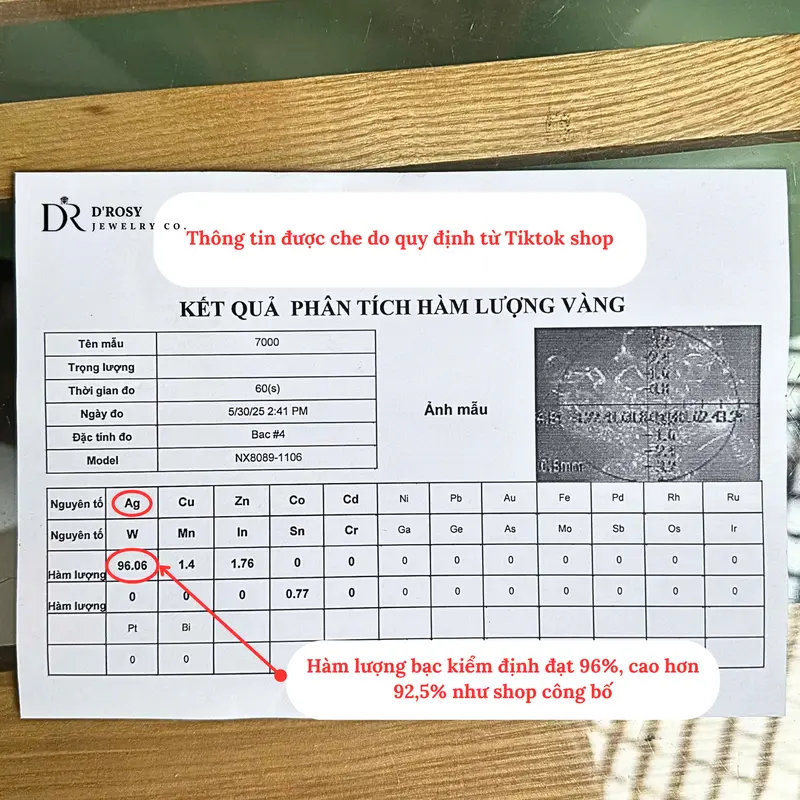 DR D'ROSY
JEWELRY CO.
Thông tin được che do quy định từ Tiktok shop
KẾT QUẢ PHÂN TÍCH HÀM LƯỢNG VÀNG
Tên mẫu 7000
Trọng lượng
Thời gian đo 60(s)
Ngày đo 5/30/25 2:41 PM
Đặc tính đo Bac #4
Model NX8089-1106
Ảnh mẫu
Nguyên tố Ag Cu Zn Co Cd Ni Pb Au Fe Pd Rh Ru
Nguyên tố W Mn In Sn Cr Ga Ge As Mo Sb Os Ir
Hàm lượng 96.06 1.4 1.76 0 0 0 0 0 0 0 0 0
Hàm lượng 0 0 0 0.77 0 0 0 0 0 0 0 0
Pt Bi
0 0
Hàm lượng bạc kiểm định đạt 96%, cao hơn
92,5% như shop công bố